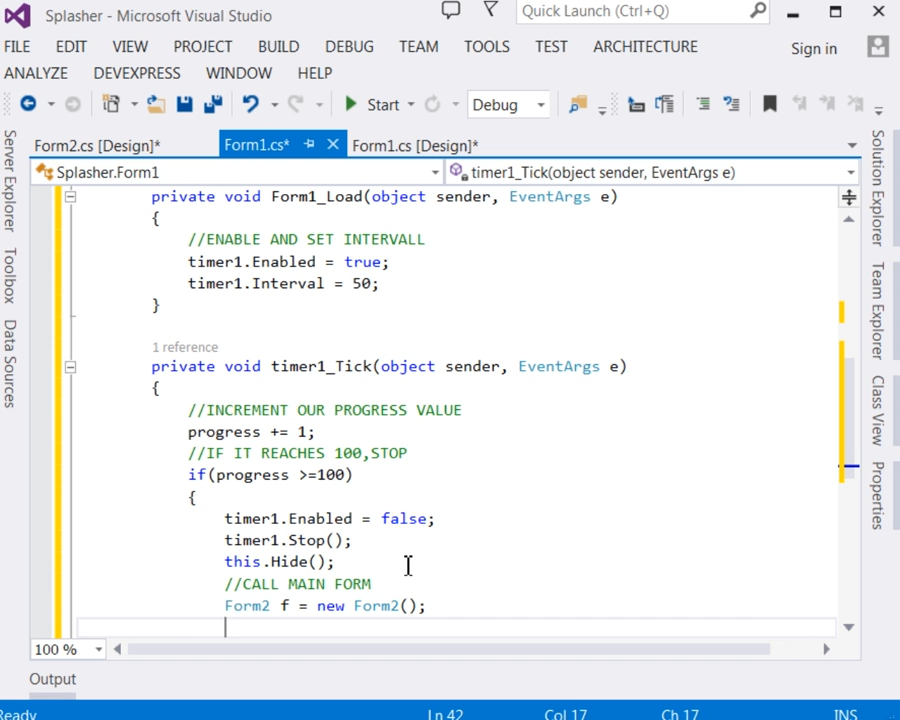 Splasher - Microsoft Visual Studio
Quick Launch (Ctrl+Q)
FILE EDIT VIEW PROJECT BUILD DEBUG TEAM TOOLS TEST ARCHITECTURE
Sign in
ANALYZE DEVEXPRESS WINDOW HELP
Start Debug
Form2.cs [Design]* Form1.cs* Form1.cs [Design]*
Splasher.Form1 timer1_Tick(object sender, EventArgs e)
Server Explorer
Toolbox
Data Sources
private void Form1_Load(object sender, EventArgs e)
{
//ENABLE AND SET INTERVALL
timer1.Enabled = true;
timer1.Interval = 50;
}
1 reference
private void timer1_Tick(object sender, EventArgs e)
{
//INCREMENT OUR PROGRESS VALUE
progress += 1;
//IF IT REACHES 100,STOP
if(progress >=100)
{
timer1.Enabled = false;
timer1.Stop();
this.Hide();
//CALL MAIN FORM
Form2 f = new Form2();
Solution Explorer
Team Explorer
Class View
Properties
100 %
Output
Ready Ln 42 Col 17 Ch 17 INS